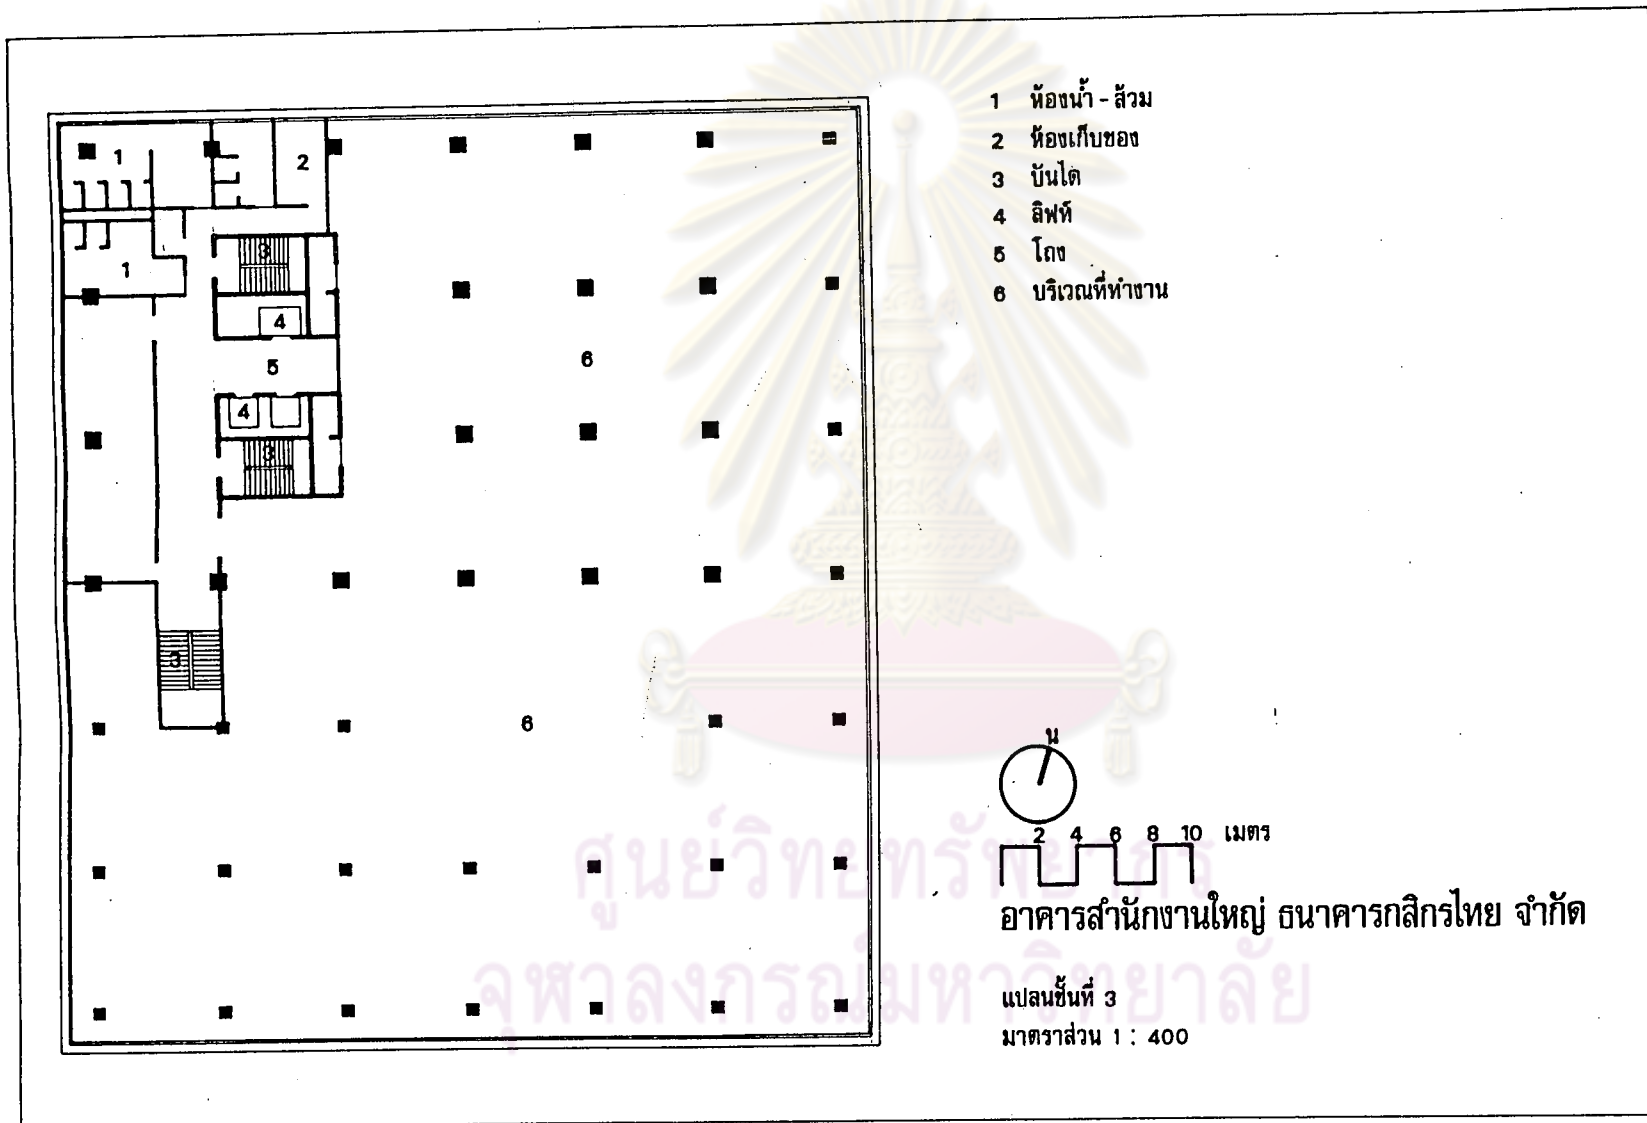 1 ห้องน้ำ - ส้วม
2 ห้องเก็บของ
3 บันได
4 ลิฟท์
5 โถง
6 บริเวณที่ทำงาน
1
2
1
3
4
5
6
4
3
3
6
น
2 4 6 8 10 เมตร
อาคารสำนักงานใหญ่ ธนาคารกสิกรไทย จำกัด
แปลนชั้นที่ 3
มาตราส่วน 1 : 400
ศูนย์วิทยทรัพยากร
จุฬาลงกรณ์มหาวิทยาลัย